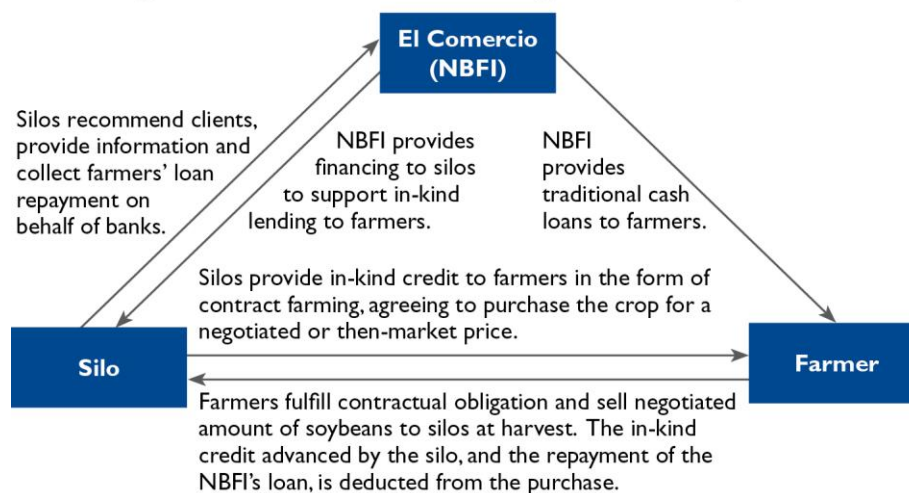 El Comercio
(NBFI)
Silos recommend clients,
provide information and
collect farmers' loan
repayment on
behalf of banks.
NBFI provides
financing to silos
to support in-kind
lending to farmers.
NBFI
provides
traditional cash
loans to farmers.
Silos provide in-kind credit to farmers in the form of
contract farming, agreeing to purchase the crop for a
negotiated or then-market price.
Silo
Farmer
Farmers fulfill contractual obligation and sell negotiated
amount of soybeans to silos at harvest. The in-kind
credit advanced by the silo, and the repayment of the
NBFI's loan, is deducted from the purchase.